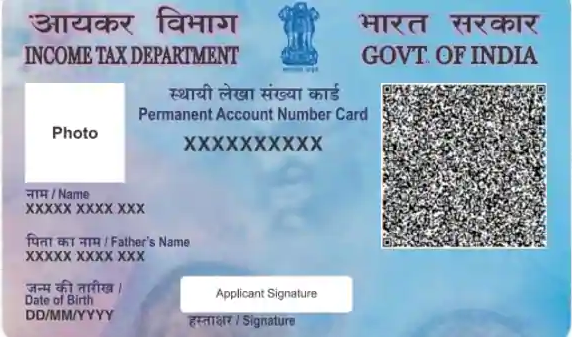 आयकर विभाग
INCOME TAX DEPARTMENT
भारत सरकार
GOVT. OF INDIA
स्थायी लेखा संख्या कार्ड
Permanent Account Number Card
XXXXXXXXXX
Photo
नाम / Name
XXXXX XXXX XXX
पिता का नाम / Father's Name
XXXXX XXXX XXX
जन्म की तारीख /
Date of Birth
DD/MM/YYYY
Applicant Signature
हस्ताक्षर / Signature